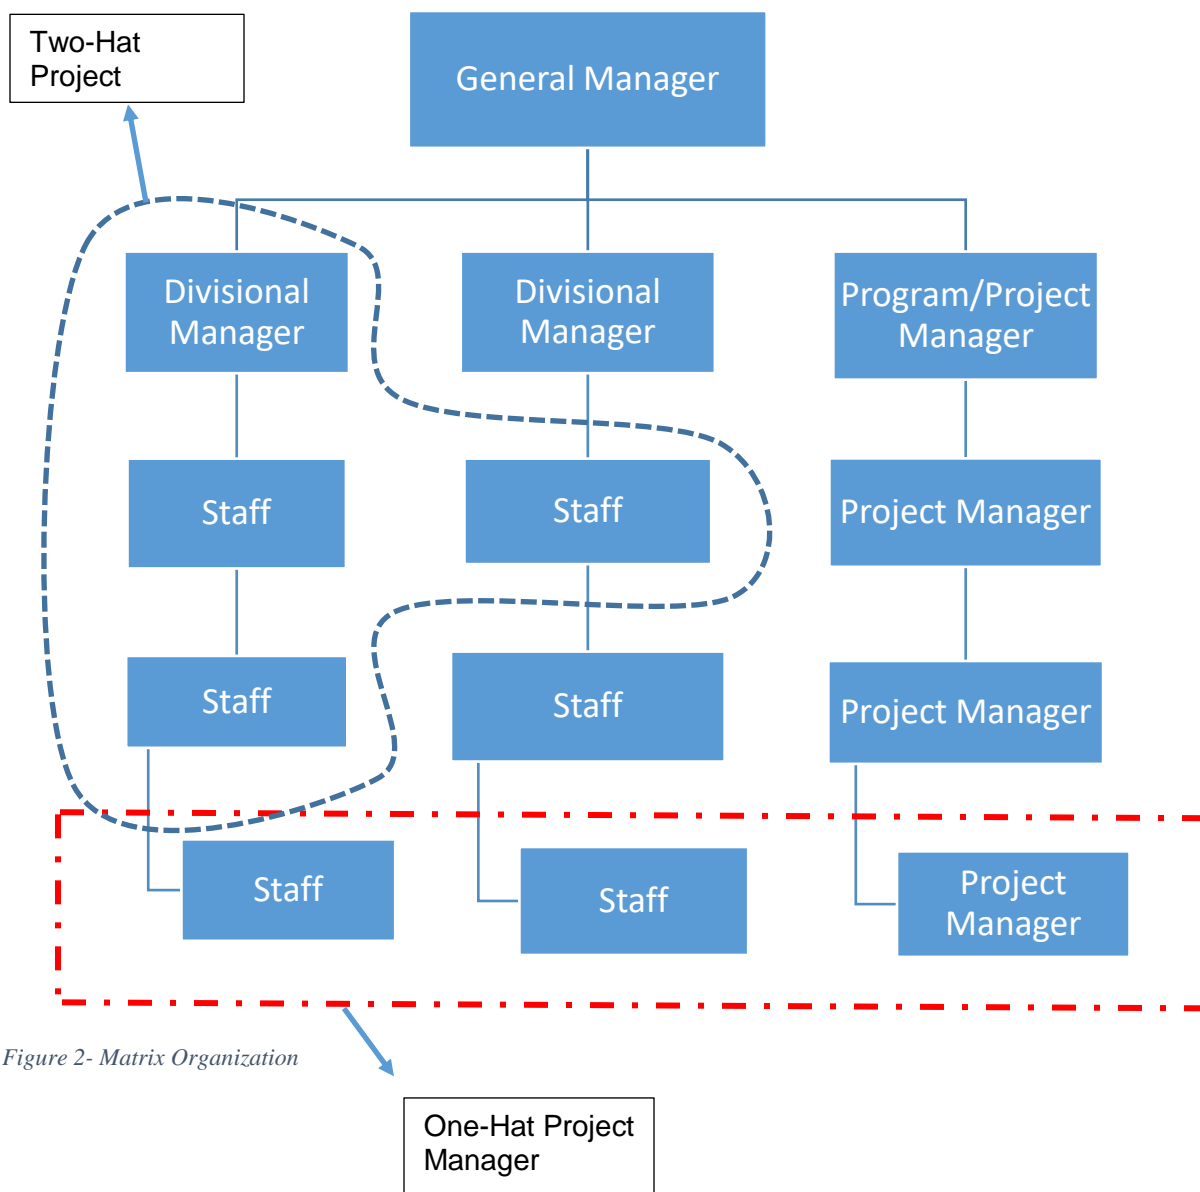 Two-Hat
Project
General Manager
Divisional
Manager
Divisional
Manager
Program/Project
Manager
Staff
Staff
Project Manager
Staff
Staff
Project Manager
Staff
Staff
Project
Manager
Figure 2- Matrix Organization
One-Hat Project
Manager